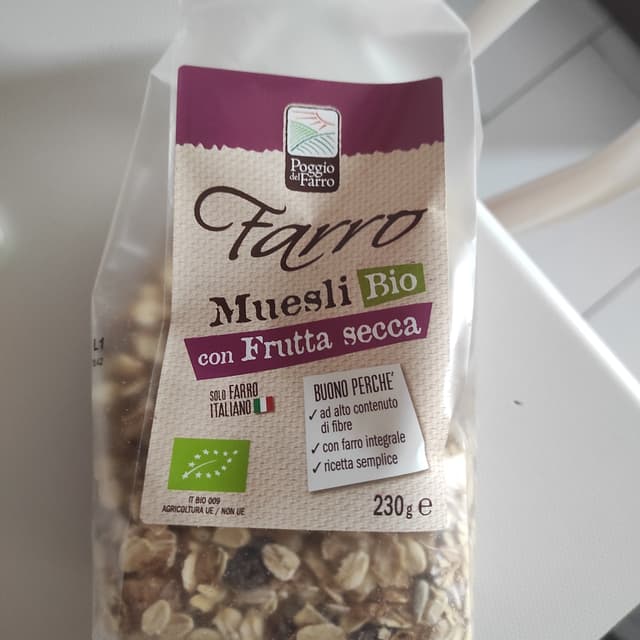 Poggio
del Farro
Farro
Muesli Bio
con Frutta secca
SOLO FARRO
ITALIANO
BUONO PERCHE'
✓ ad alto contenuto
di fibre
✓ con farro integrale
✓ ricetta semplice
IT BIO 009
AGRICOLTURA UE / NON UE
230g e
L1